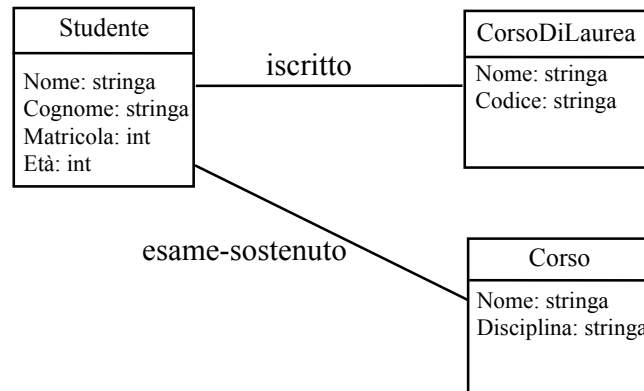 Studente
Nome: stringa
Cognome: stringa
Matricola: int
Età: int
iscritto
CorsoDiLaurea
Nome: stringa
Codice: stringa
esame-sostenuto
Corso
Nome: stringa
Disciplina: stringa